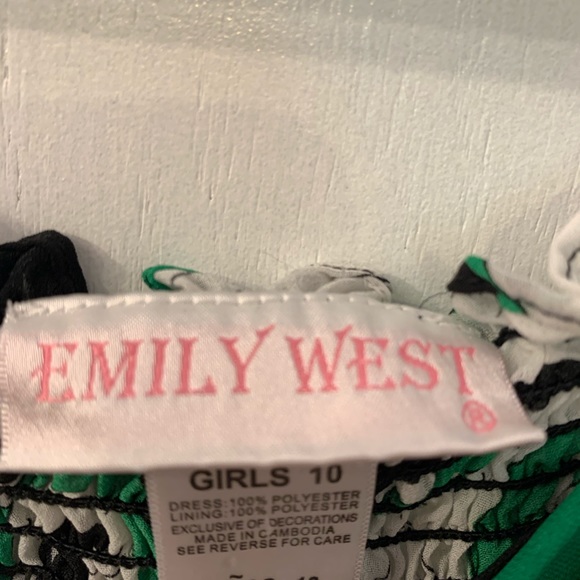 EMILY WEST®
GIRLS 10
DRESS:100% POLYESTER
LINING:100% POLYESTER
EXCLUSIVE OF DECORATIONS
MADE IN CAMBODIA
SEE REVERSE FOR CARE